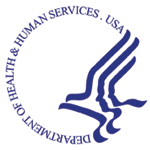 DEPARTMENT OF HEALTH & HUMAN SERVICES . USA